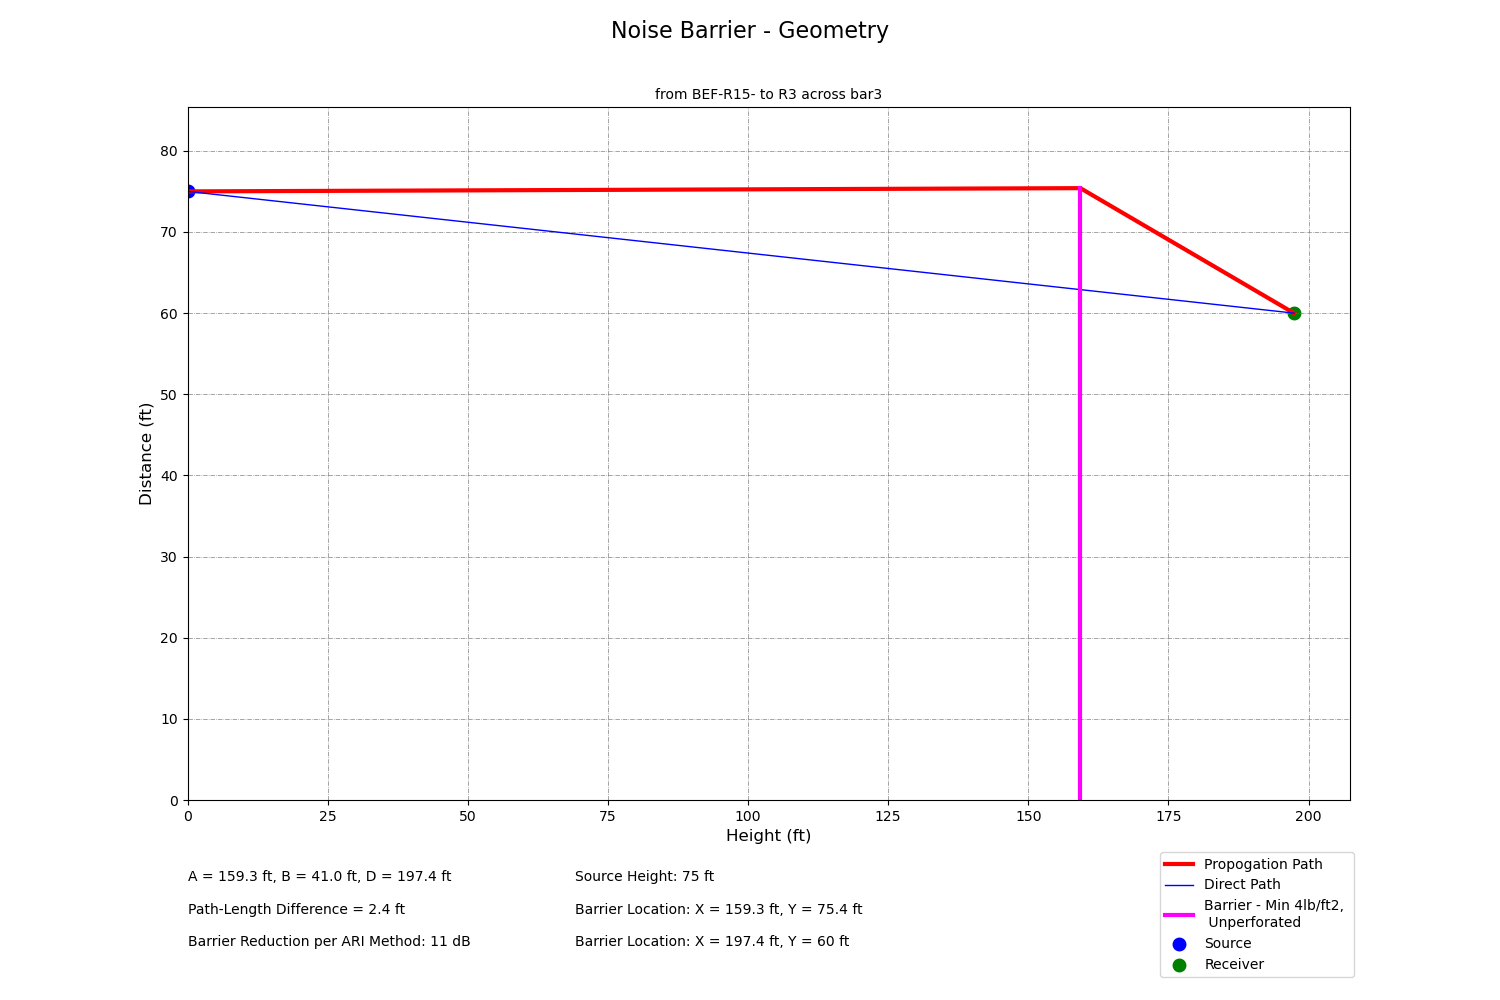 Noise Barrier - Geometry
from BEF-R15- to R3 across bar3
80
70
60
50
40
30
20
10
0
Distance (ft)
0 25 50 75 100 125 150 175 200
Height (ft)
A = 159.3 ft, B = 41.0 ft, D = 197.4 ft
Path-Length Difference = 2.4 ft
Barrier Reduction per ARI Method: 11 dB
Source Height: 75 ft
Barrier Location: X = 159.3 ft, Y = 75.4 ft
Barrier Location: X = 197.4 ft, Y = 60 ft
Propogation Path
Direct Path
Barrier - Min 4lb/ft2,
Unperforated
Source
Receiver